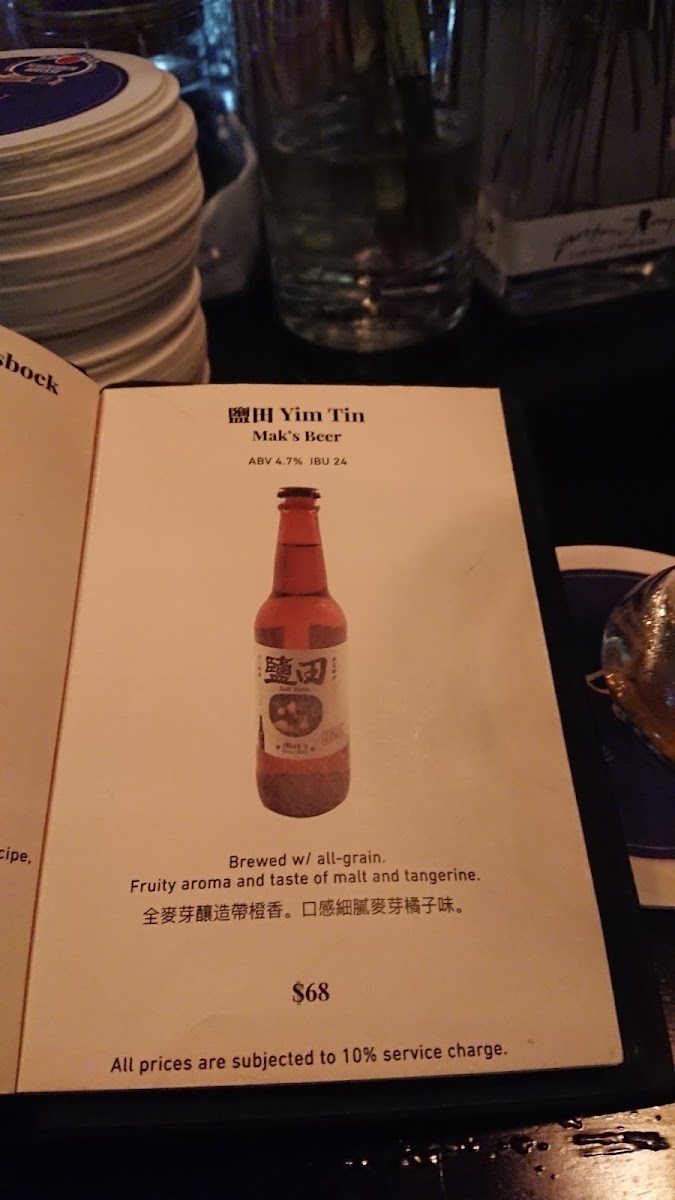 sbock
cipe,
鹽田 Yim Tin
Mak's Beer
ABV 4.7% IBU 24
鹽田
Mak's
Brewed w/ all-grain.
Fruity aroma and taste of malt and tangerine.
全麥芽釀造帶橙香。口感細膩麥芽橘子味。
$68
All prices are subjected to 10% service charge.